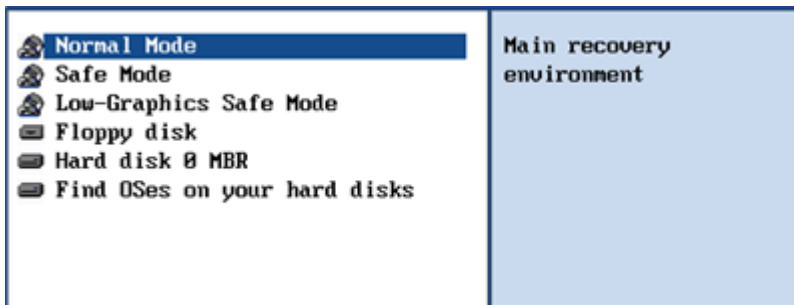 Normal Mode
Safe Mode
Low-Graphics Safe Mode
Floppy disk
Hard disk 0 MBR
Find OSes on your hard disks
Main recovery
environment